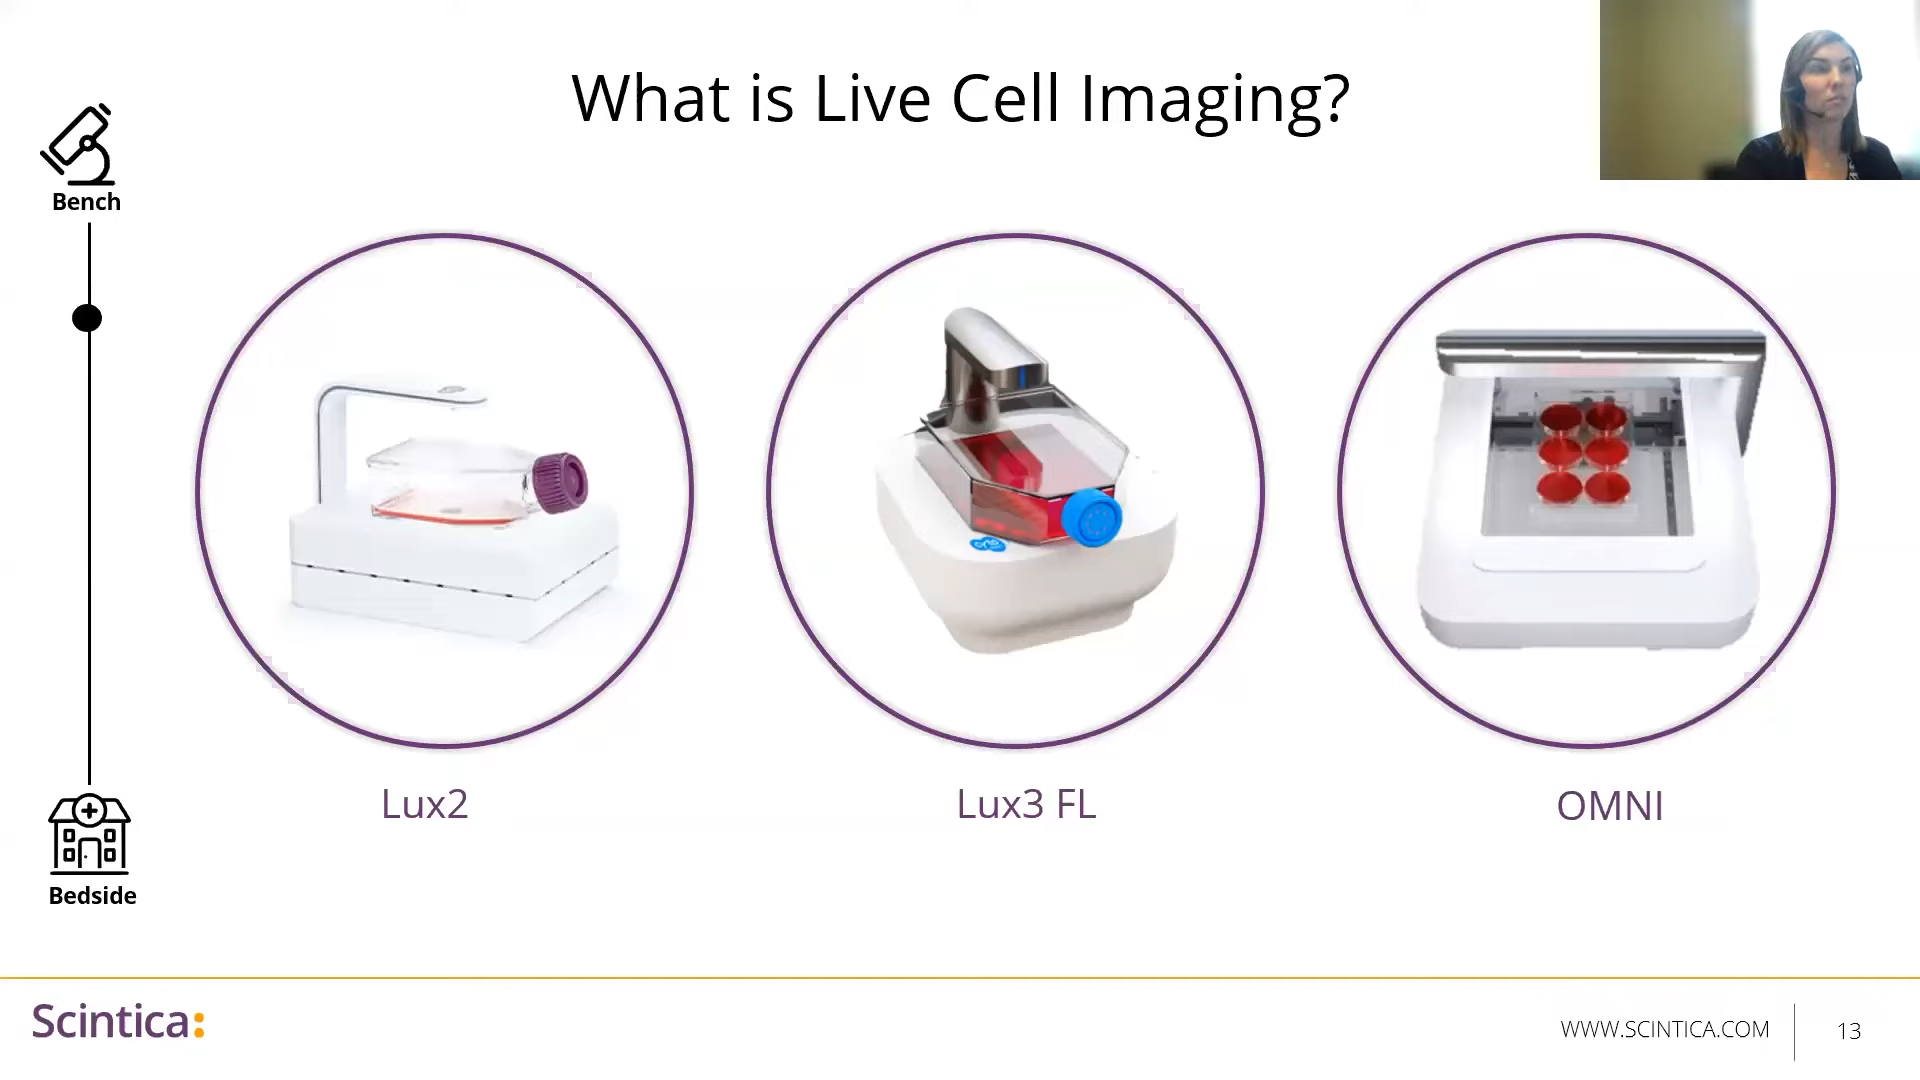 What is Live Cell Imaging?
Bench
Lux2
Lux3 FL
OMNI
Bedside
Scintica:
WWW.SCINTICA.COM
13